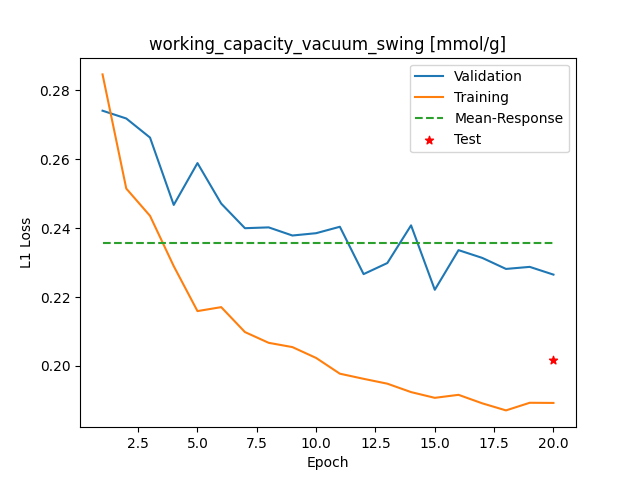 working_capacity_vacuum_swing [mmol/g]
0.28
0.26
0.24
0.22
0.20
L1 Loss
Validation
Training
Mean-Response
Test
2.5 5.0 7.5 10.0 12.5 15.0 17.5 20.0
Epoch